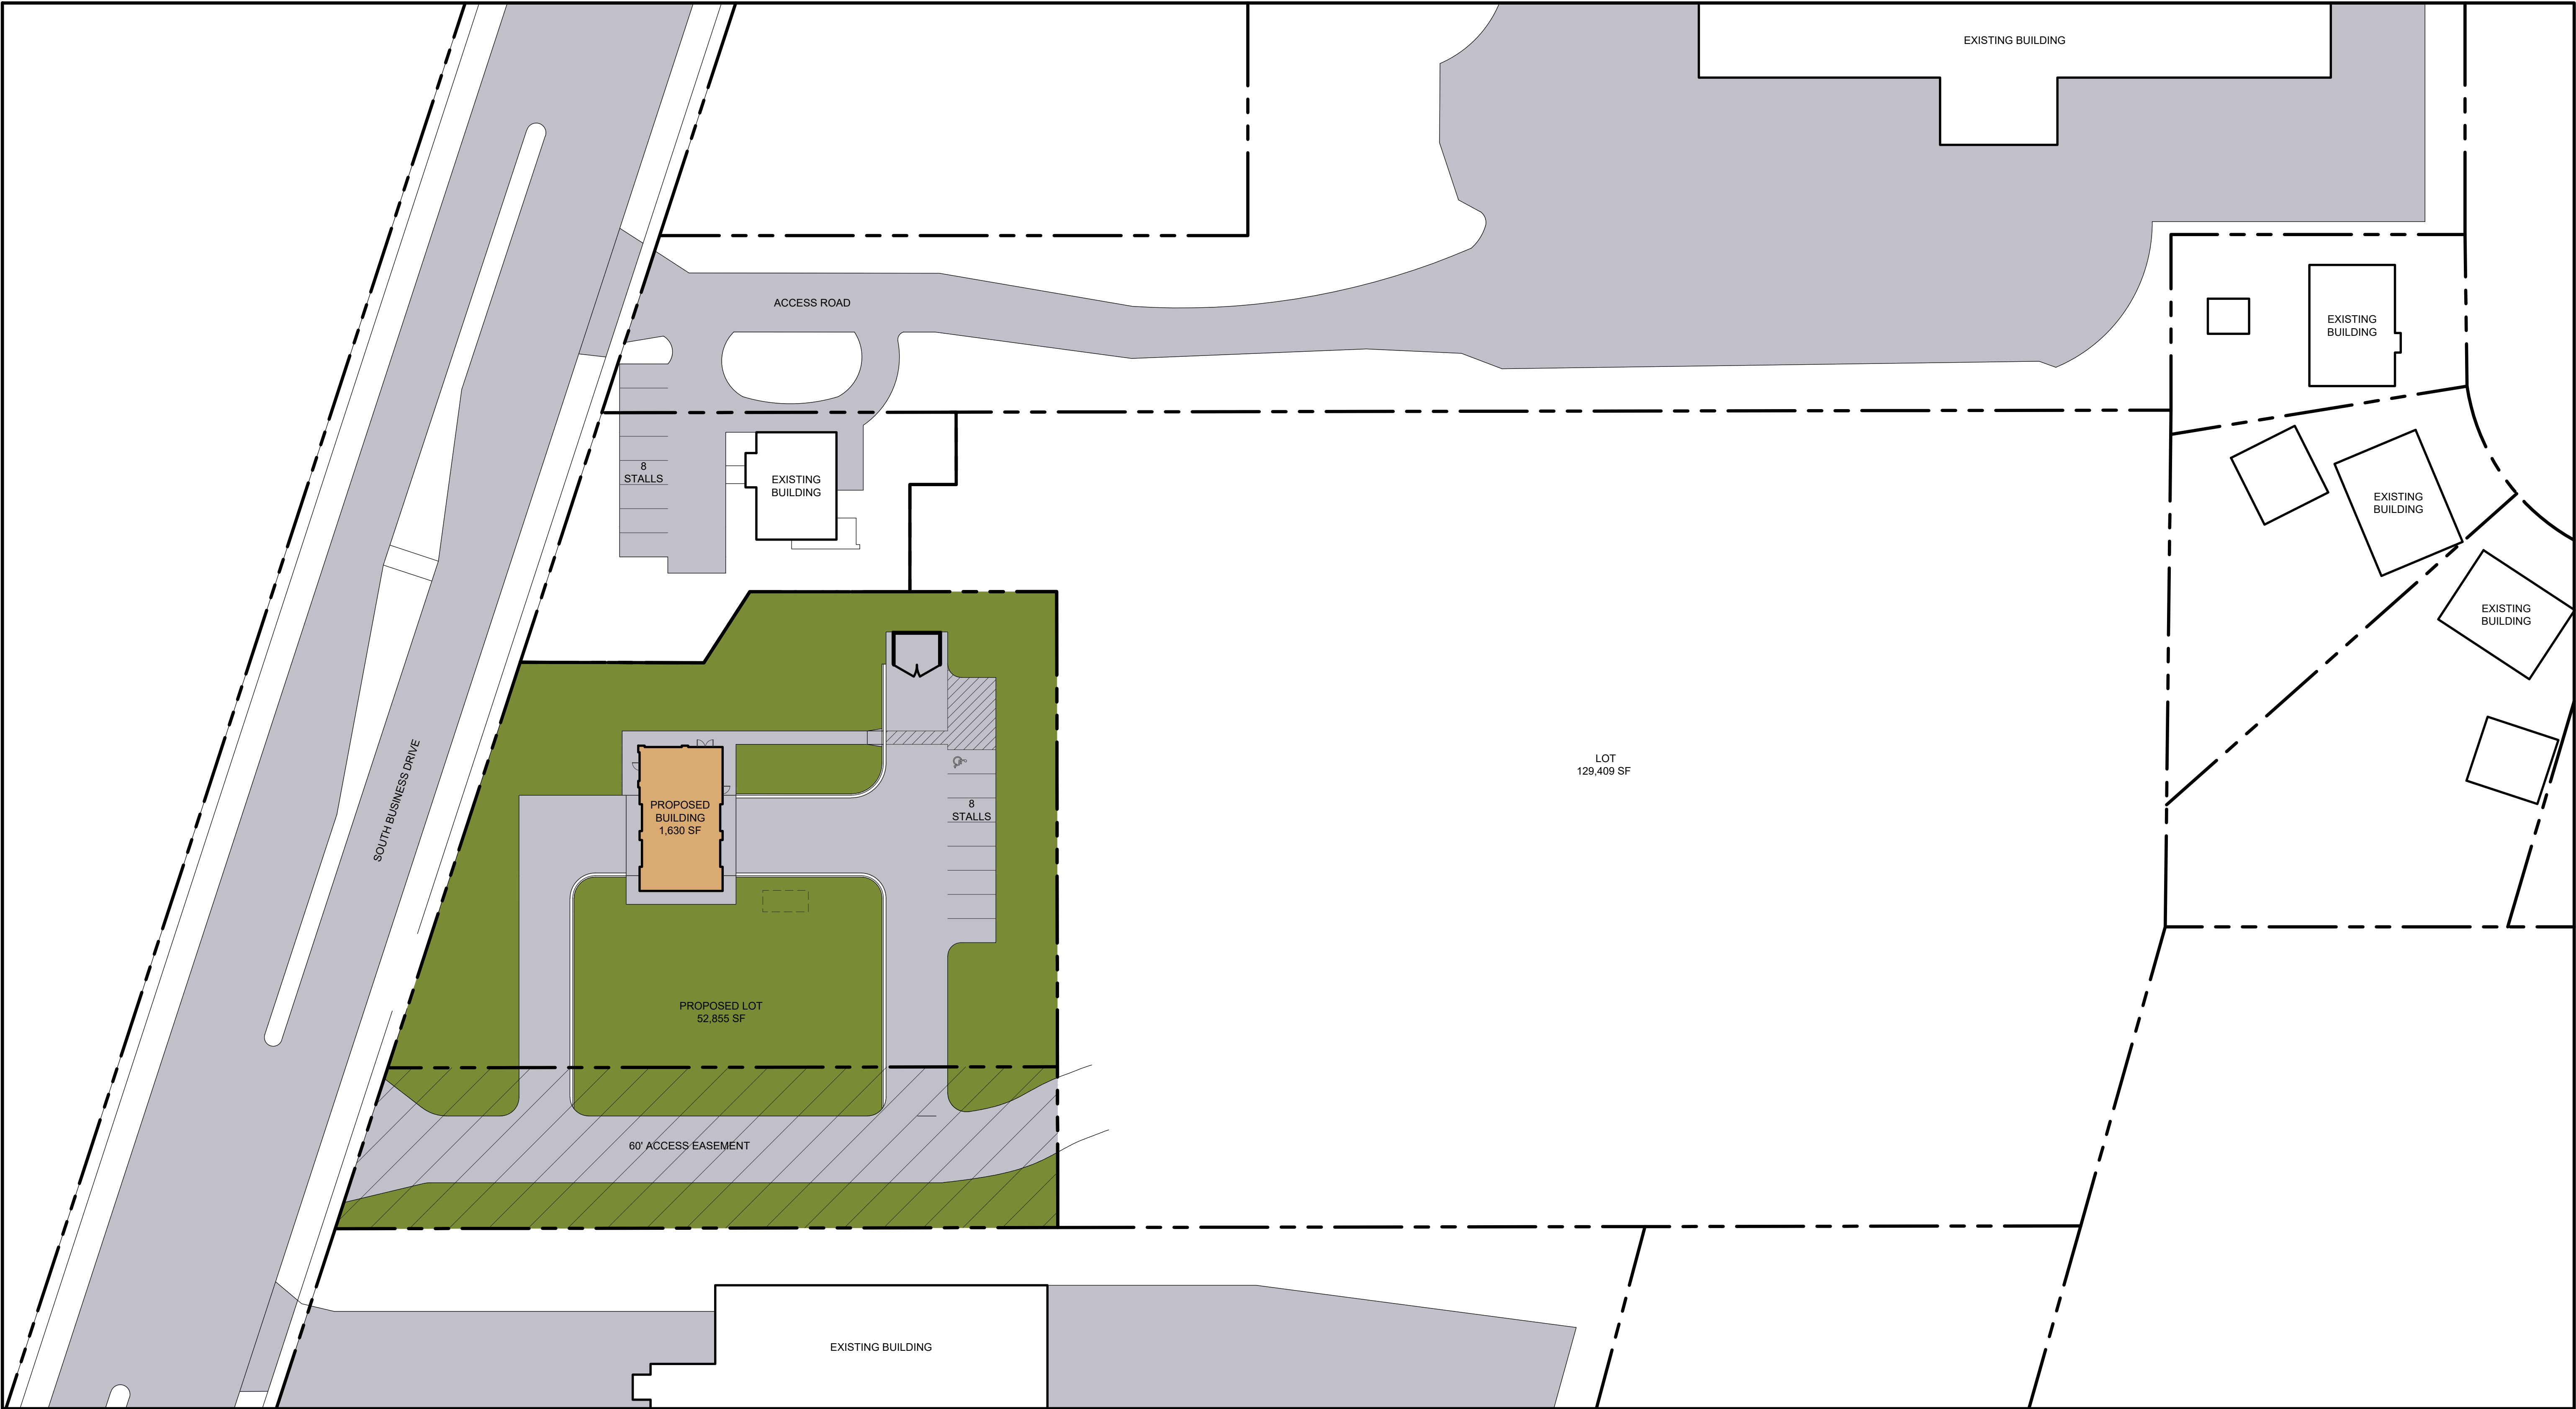 EXISTING BUILDING
ACCESS ROAD
EXISTING
BUILDING
8
STALLS
EXISTING
BUILDING
EXISTING
BUILDING
EXISTING
BUILDING
SOUTH BUSINESS DRIVE
PROPOSED
BUILDING
1,630 SF
8
STALLS
LOT
129,409 SF
PROPOSED LOT
52,855 SF
60' ACCESS EASEMENT
EXISTING BUILDING